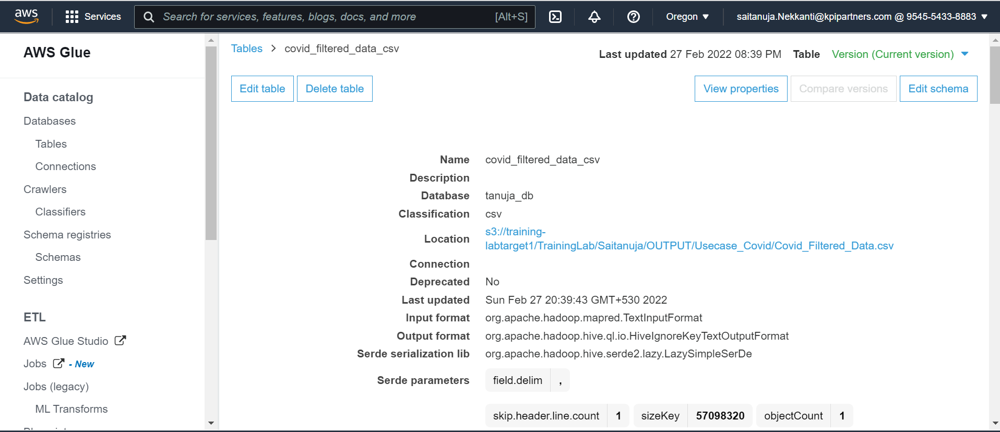 aws Services Search for services, features, blogs, docs, and more [Alt+S] Oregon ▼ saitanuja.Nekkanti@kpipartners.com @ 9545-5433-8883 ▼
AWS Glue
Data catalog
Databases
Tables
Connections
Crawlers
Classifiers
Schema registries
Schemas
Settings
ETL
AWS Glue Studio
Jobs - New
Jobs (legacy)
ML Transforms
Tables > covid_filtered_data_csv
Last updated 27 Feb 2022 08:39 PM Table Version (Current version)
Edit table Delete table View properties Compare versions Edit schema
Name covid_filtered_data_csv
Description
Database tanuja_db
Classification csv
Location s3://training-
labtarget1/TrainingLab/Saitanuja/OUTPUT/Usecase_Covid/Covid_Filtered_Data.csv
Connection
Deprecated No
Last updated Sun Feb 27 20:39:43 GMT+530 2022
Input format org.apache.hadoop.mapred.TextInputFormat
Output format org.apache.hadoop.hive.ql.io.HiveIgnoreKeyTextOutputFormat
Serde serialization lib org.apache.hadoop.hive.serde2.lazy.LazySimpleSerDe
Serde parameters field.delim ,
skip.header.line.count 1 sizeKey 57098320 objectCount 1